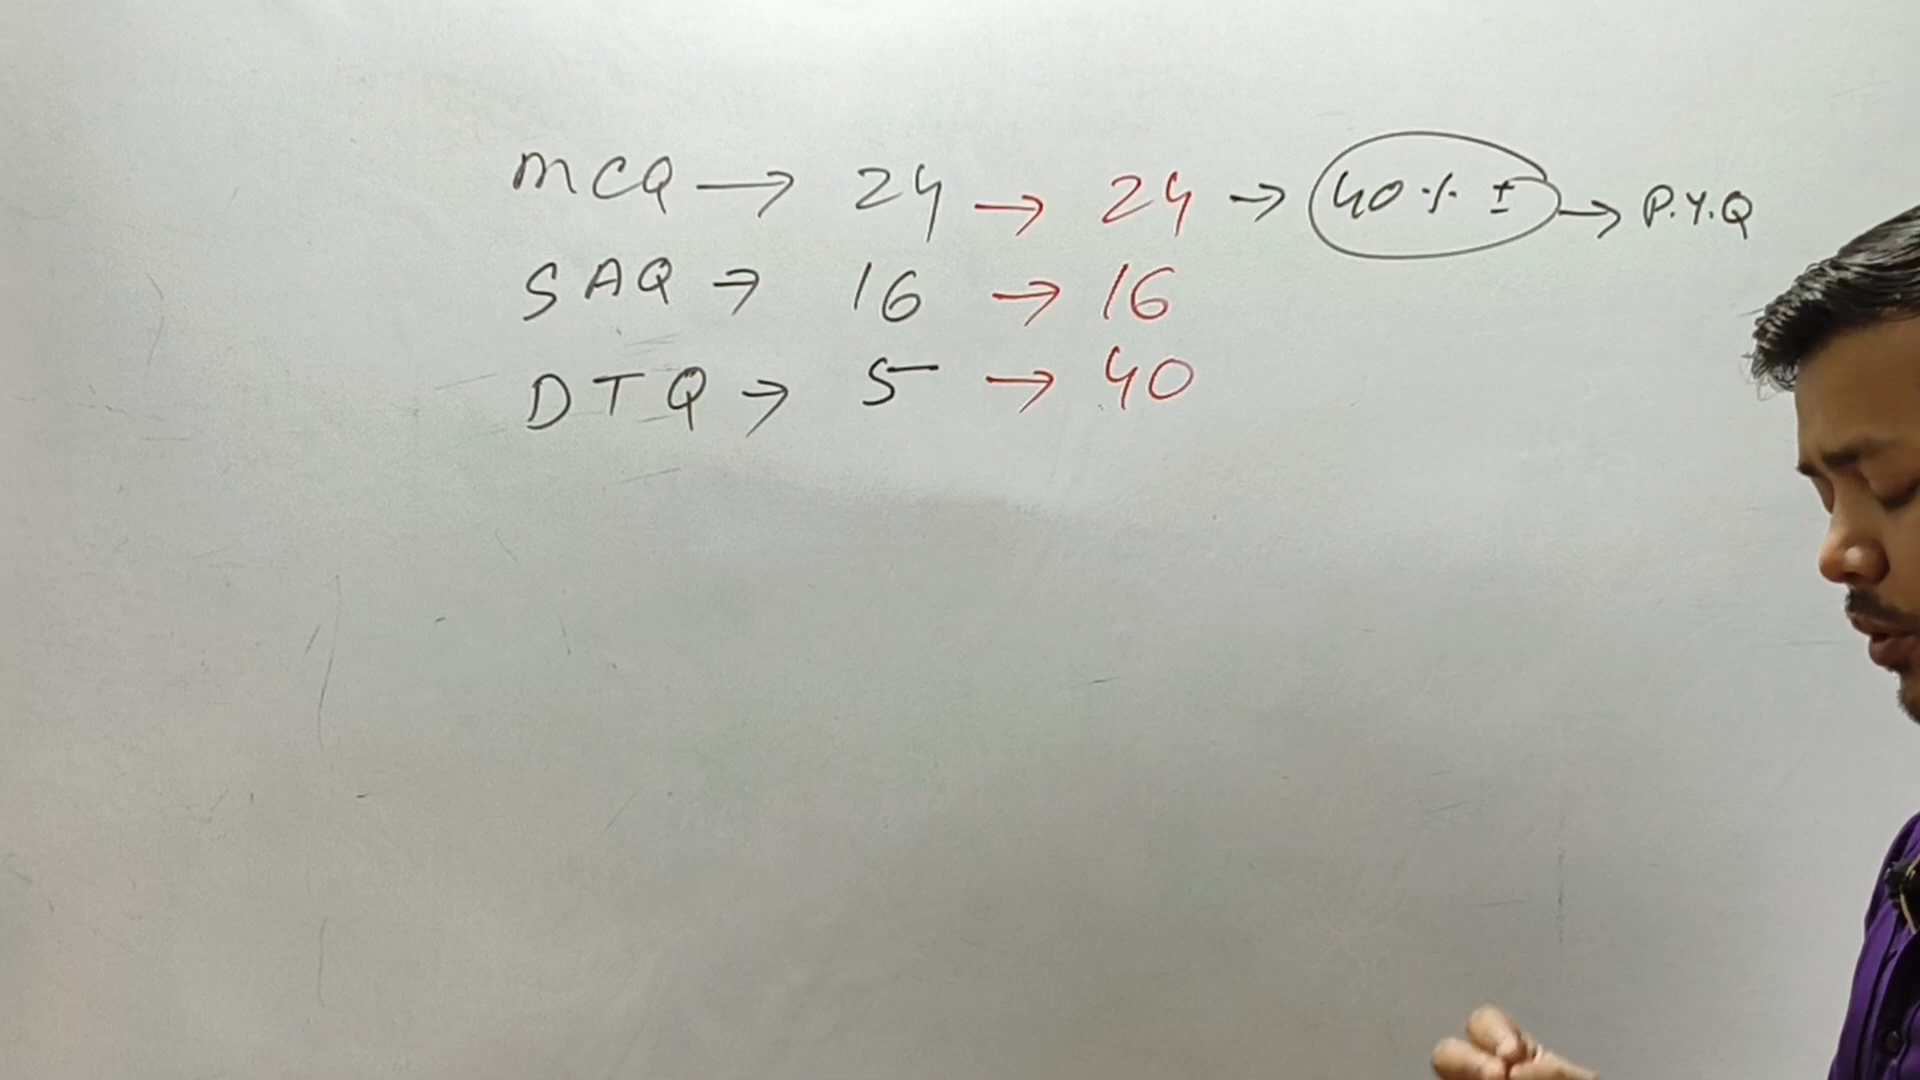 MCQ → 24 → 24 → 40% ± → P.Y.Q
SAQ → 16 → 16
DTQ → 5 → 40